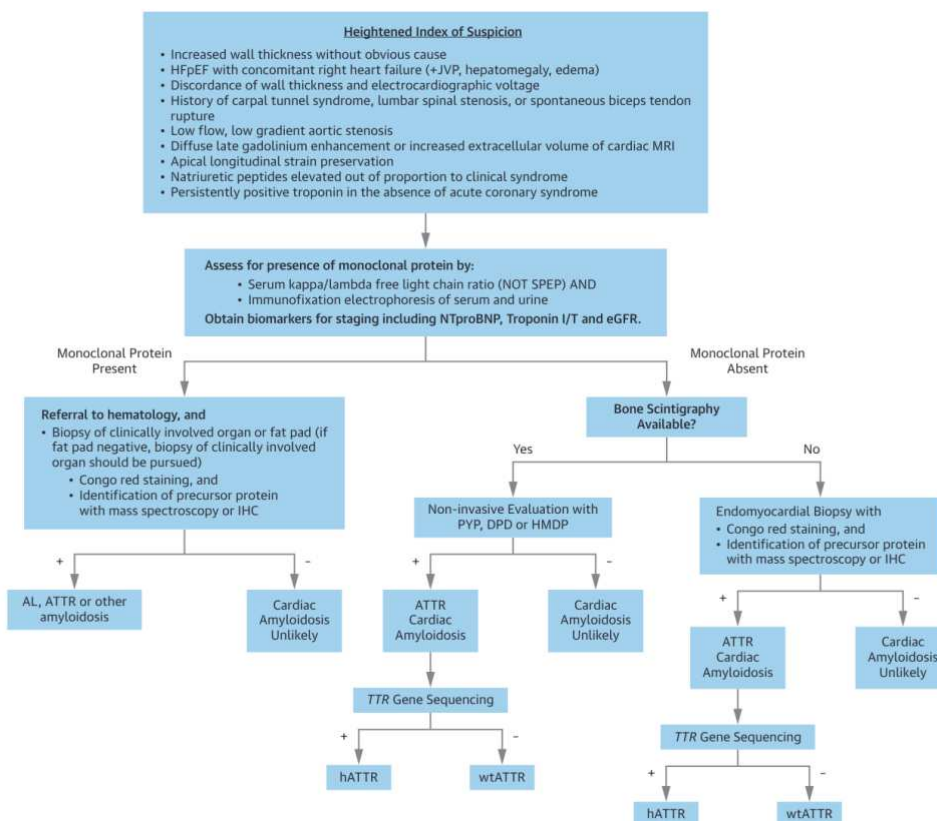 Heightened Index of Suspicion
• Increased wall thickness without obvious cause
• HFpEF with concomitant right heart failure (+JVP, hepatomegaly, edema)
• Discordance of wall thickness and electrocardiographic voltage
• History of carpal tunnel syndrome, lumbar spinal stenosis, or spontaneous biceps tendon
rupture
• Low flow, low gradient aortic stenosis
• Diffuse late gadolinium enhancement or increased extracellular volume of cardiac MRI
• Apical longitudinal strain preservation
• Natriuretic peptides elevated out of proportion to clinical syndrome
• Persistently positive troponin in the absence of acute coronary syndrome
Assess for presence of monoclonal protein by:
• Serum kappa/lambda free light chain ratio (NOT SPEP) AND
• Immunofixation electrophoresis of serum and urine
Obtain biomarkers for staging including NTproBNP, Troponin I/T and eGFR.
Monoclonal Protein
Present
Monoclonal Protein
Absent
Referral to hematology, and
• Biopsy of clinically involved organ or fat pad (if
fat pad negative, biopsy of clinically involved
organ should be pursued)
• Congo red staining, and
• Identification of precursor protein
with mass spectroscopy or IHC
+
–
AL, ATTR or other
amyloidosis
Cardiac
Amyloidosis
Unlikely
Bone Scintigraphy
Available?
Yes
No
Non-invasive Evaluation with
PYP, DPD or HMDP
+
–
ATTR
Cardiac
Amyloidosis
Cardiac
Amyloidosis
Unlikely
TTR Gene Sequencing
+
–
hATTR
wtATTR
Endomyocardial Biopsy with
• Congo red staining, and
• Identification of precursor protein
with mass spectroscopy or IHC
+
–
ATTR
Cardiac
Amyloidosis
Cardiac
Amyloidosis
Unlikely
TTR Gene Sequencing
+
–
hATTR
wtATTR